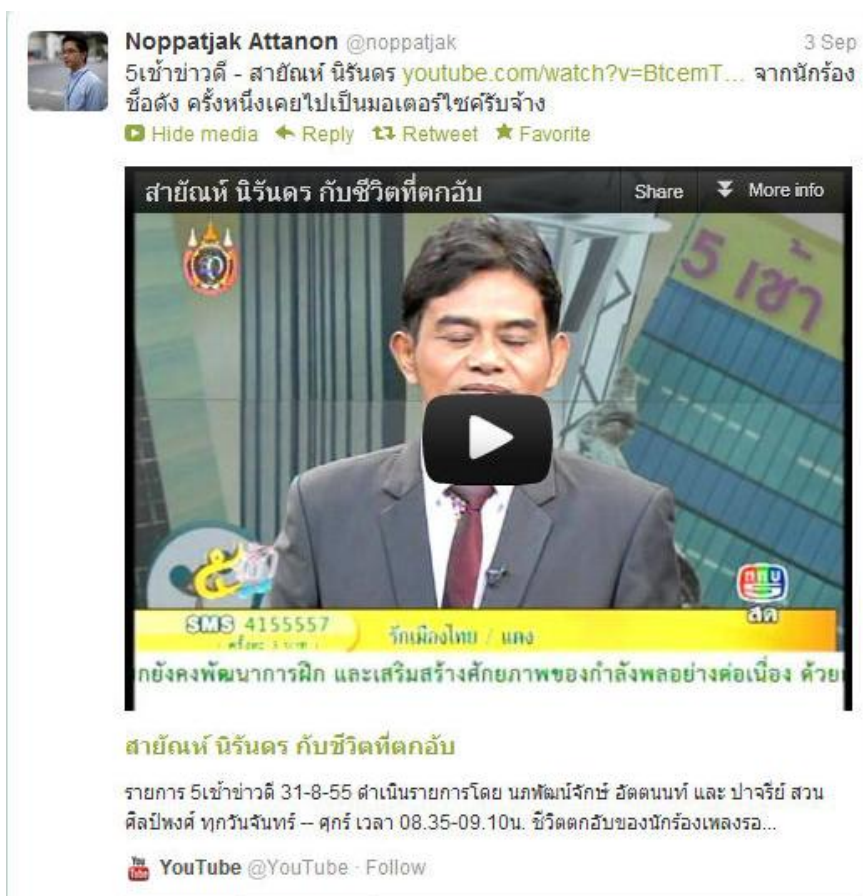 Noppatjak Attanon @noppatjak 3 Sep
5เช้าข่าวดี - สายัณห์ นิรันดร youtube.com/watch?v=BtcemT... จากนักร้อง
ชื่อดัง ครั้งหนึ่งเคยไปเป็นมอเตอร์ไซค์รับจ้าง
Hide media Reply Retweet Favorite
สายัณห์ นิรันดร กับชีวิตที่ตกอับ Share More info
5 เช้า
ททบ
สด
SMS 4155557
ครั้งละ 3 บาท
รักเมืองไทย / แดง
กยังคงพัฒนาการฝึก และเสริมสร้างศักยภาพของกำลังพลอย่างต่อเนื่อง ด้วย
สายัณห์ นิรันดร กับชีวิตที่ตกอับ
รายการ 5เช้าข่าวดี 31-8-55 ดำเนินรายการโดย นภพัฒน์จักษ์ อัตตนนท์ และ ปาจรีย์ สวน
ศิลป์พงศ์ ทุกวันจันทร์ -- ศุกร์ เวลา 08.35-09.10น. ชีวิตตกอับของนักร้องเพลงรอ...
You Tube YouTube @YouTube · Follow